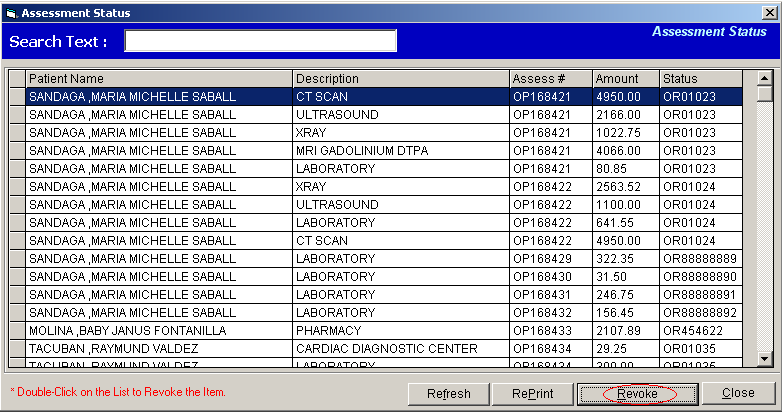 Assessment Status
Search Text :
Assessment Status
Patient Name Description Assess # Amount Status
SANDAGA ,MARIA MICHELLE SABALL CT SCAN OP168421 4950.00 OR01023
SANDAGA ,MARIA MICHELLE SABALL ULTRASOUND OP168421 2166.00 OR01023
SANDAGA ,MARIA MICHELLE SABALL XRAY OP168421 1022.75 OR01023
SANDAGA ,MARIA MICHELLE SABALL MRI GADOLINIUM DTPA OP168421 4066.00 OR01023
SANDAGA ,MARIA MICHELLE SABALL LABORATORY OP168421 80.85 OR01023
SANDAGA ,MARIA MICHELLE SABALL XRAY OP168422 2563.52 OR01024
SANDAGA ,MARIA MICHELLE SABALL ULTRASOUND OP168422 1100.00 OR01024
SANDAGA ,MARIA MICHELLE SABALL LABORATORY OP168422 641.55 OR01024
SANDAGA ,MARIA MICHELLE SABALL CT SCAN OP168422 4950.00 OR01024
SANDAGA ,MARIA MICHELLE SABALL LABORATORY OP168429 322.35 OR88888889
SANDAGA ,MARIA MICHELLE SABALL LABORATORY OP168430 31.50 OR88888890
SANDAGA ,MARIA MICHELLE SABALL LABORATORY OP168431 246.75 OR88888891
SANDAGA ,MARIA MICHELLE SABALL LABORATORY OP168432 156.45 OR88888892
MOLINA ,BABY JANUS FONTANILLA PHARMACY OP168433 2107.89 OR454622
TACUBAN ,RAYMUND VALDEZ CARDIAC DIAGNOSTIC CENTER OP168434 29.25 OR01035
TACUBAN ,RAYMUND VALDEZ LABORATORY OP168434 300.00 OR01035
* Double-Click on the List to Revoke the Item.
Refresh RePrint Revoke Close